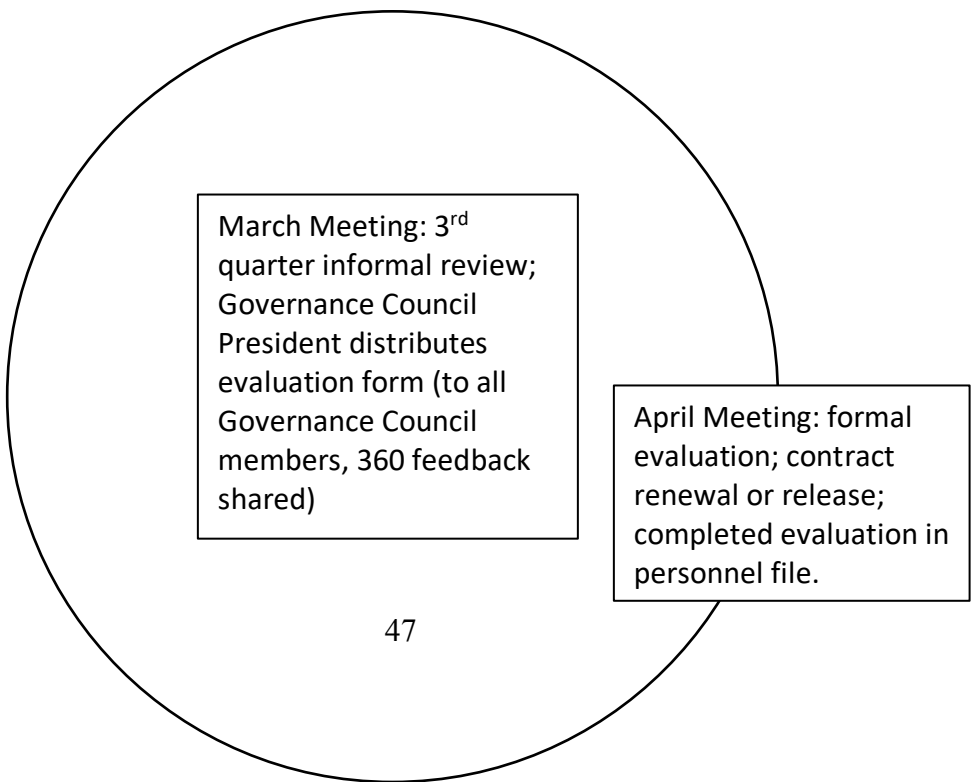 March Meeting: 3rd
quarter informal review;
Governance Council
President distributes
evaluation form (to all
Governance Council
members, 360 feedback
shared)
April Meeting: formal
evaluation; contract
renewal or release;
completed evaluation in
personnel file.
47